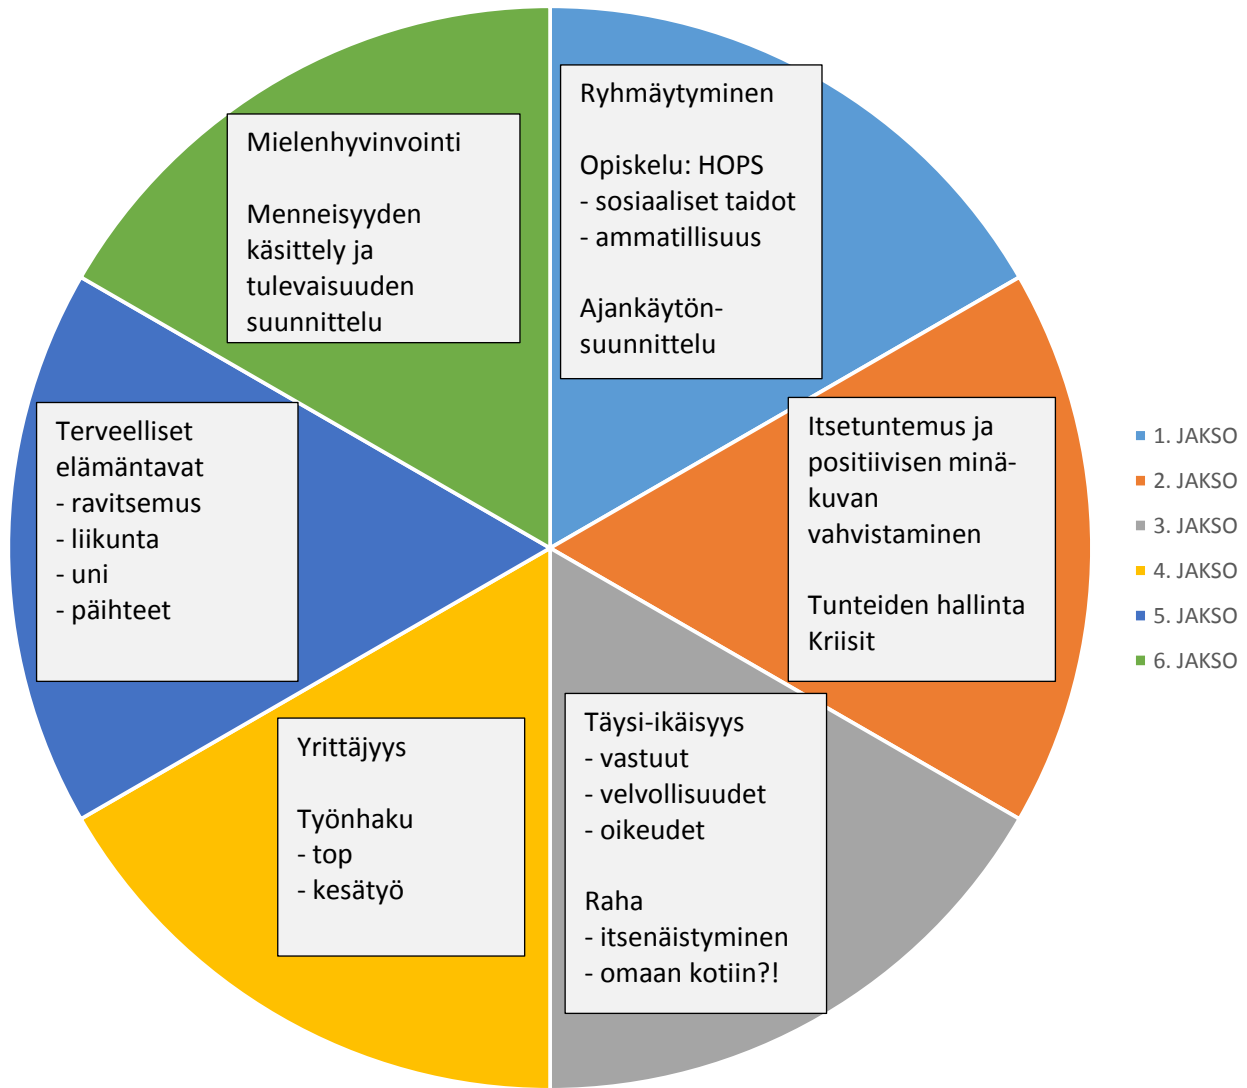 Ryhmäytyminen
Opiskelu: HOPS
- sosiaaliset taidot
- ammatillisuus
Ajankäytön-
suunnittelu
Itsetuntemus ja
positiivisen minä-
kuvan
vahvistaminen
Tunteiden hallinta
Kriisit
Täysi-ikäisyys
- vastuut
- velvollisuudet
- oikeudet
Raha
- itsenäistyminen
- omaan kotiin?!
Yrittäjyys
Työnhaku
- top
- kesätyö
Terveelliset
elämäntavat
- ravitsemus
- liikunta
- uni
- päihteet
Mielenhyvinvointi
Menneisyyden
käsittely ja
tulevaisuuden
suunnittelu
1. JAKSO
2. JAKSO
3. JAKSO
4. JAKSO
5. JAKSO
6. JAKSO